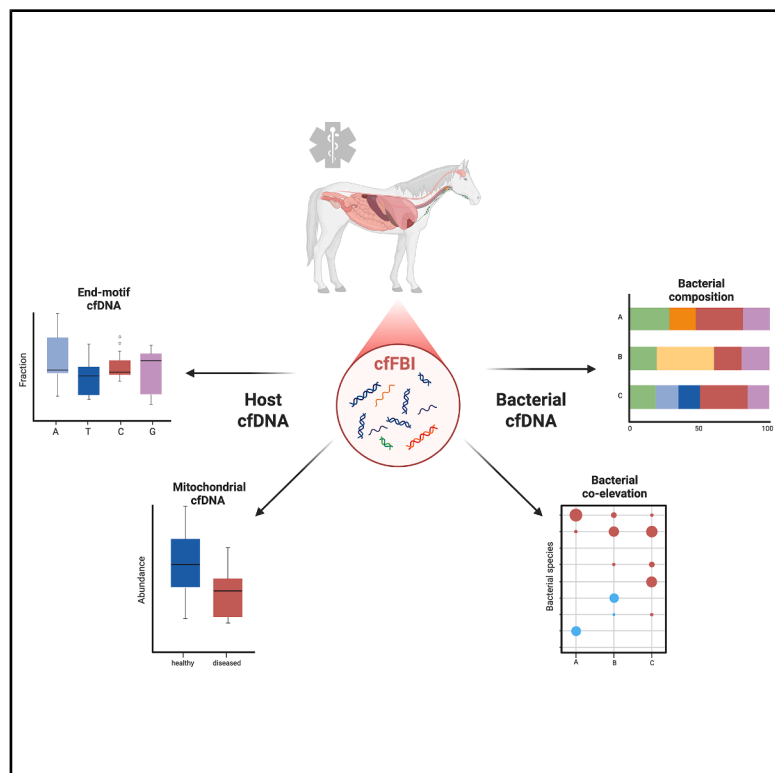 End-motif
cfDNA
Fraction
A T C G
Host
cfDNA
cfFBI
Bacterial
cfDNA
Bacterial
composition
A
B
C
0 50 100
Mitochondrial
cfDNA
Abundance
healthy diseased
Bacterial
co-elevation
Bacterial species
A B C